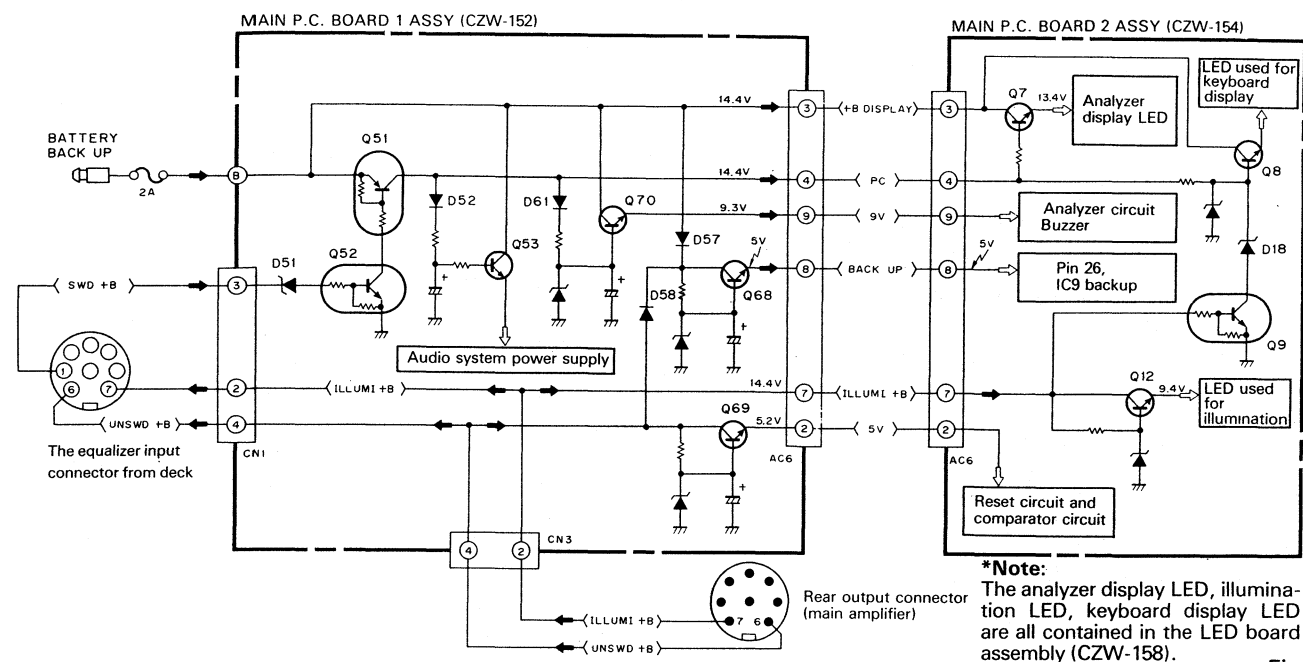 MAIN P.C. BOARD 1 ASSY (CZW-152)
MAIN P.C. BOARD 2 ASSY (CZW-154)
BATTERY
BACK UP
2A
B
Q51
Q52
D51
D52
Q53
D61
Q70
D57
D58
Q68
Q69
14.4V
14.4V
9.3V
5V
14.4V
5.2V
Audio system power supply
SWD +B
ILLUMI +B
UNSWD +B
1
6
7
3
2
4
CN1
The equalizer input
connector from deck
3
4
9
8
7
2
AC6
+B DISPLAY
PC
9V
BACK UP
ILLUMI +B
5V
3
4
9
8
7
2
AC6
Q7
13.4V
Analyzer
display LED
LED used for
keyboard
display
Q8
Analyzer circuit
Buzzer
5V
Pin 26,
IC9 backup
D18
Q9
Q12
9.4V
LED used
for
illumination
Reset circuit and
comparator circuit
4
2
CN3
ILLUMI +B
UNSWD +B
7
6
Rear output connector
(main amplifier)
*Note:
The analyzer display LED, illumina-
tion LED, keyboard display LED
are all contained in the LED board
assembly (CZW-158).